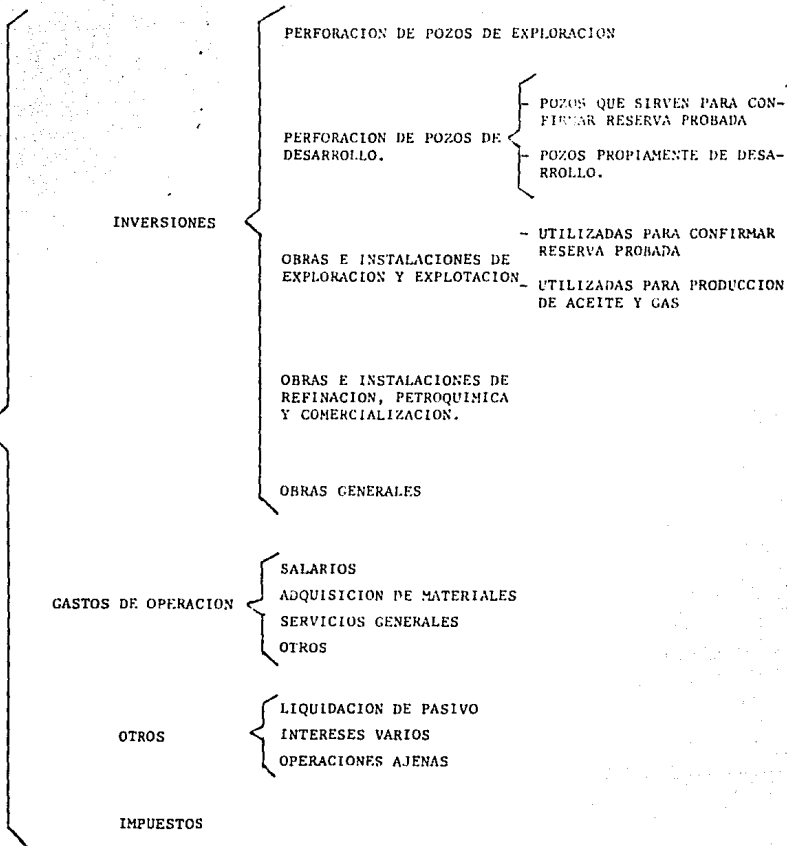 PERFORACION DE POZOS DE EXPLORACION
- POZOS QUE SIRVEN PARA CON-
FIRMAR RESERVA PROBADA
PERFORACION DE POZOS DE
DESARROLLO.
- POZOS PROPIAMENTE DE DESA-
RROLLO.
INVERSIONES
- UTILIZADAS PARA CONFIRMAR
RESERVA PROBADA
OBRAS E INSTALACIONES DE
EXPLORACION Y EXPLOTACION
- UTILIZADAS PARA PRODUCCION
DE ACEITE Y GAS
OBRAS E INSTALACIONES DE
REFINACION, PETROQUIMICA
Y COMERCIALIZACION.
OBRAS GENERALES
GASTOS DE OPERACION
SALARIOS
ADQUISICION DE MATERIALES
SERVICIOS GENERALES
OTROS
OTROS
LIQUIDACION DE PASIVO
INTERESES VARIOS
OPERACIONES AJENAS
IMPUESTOS